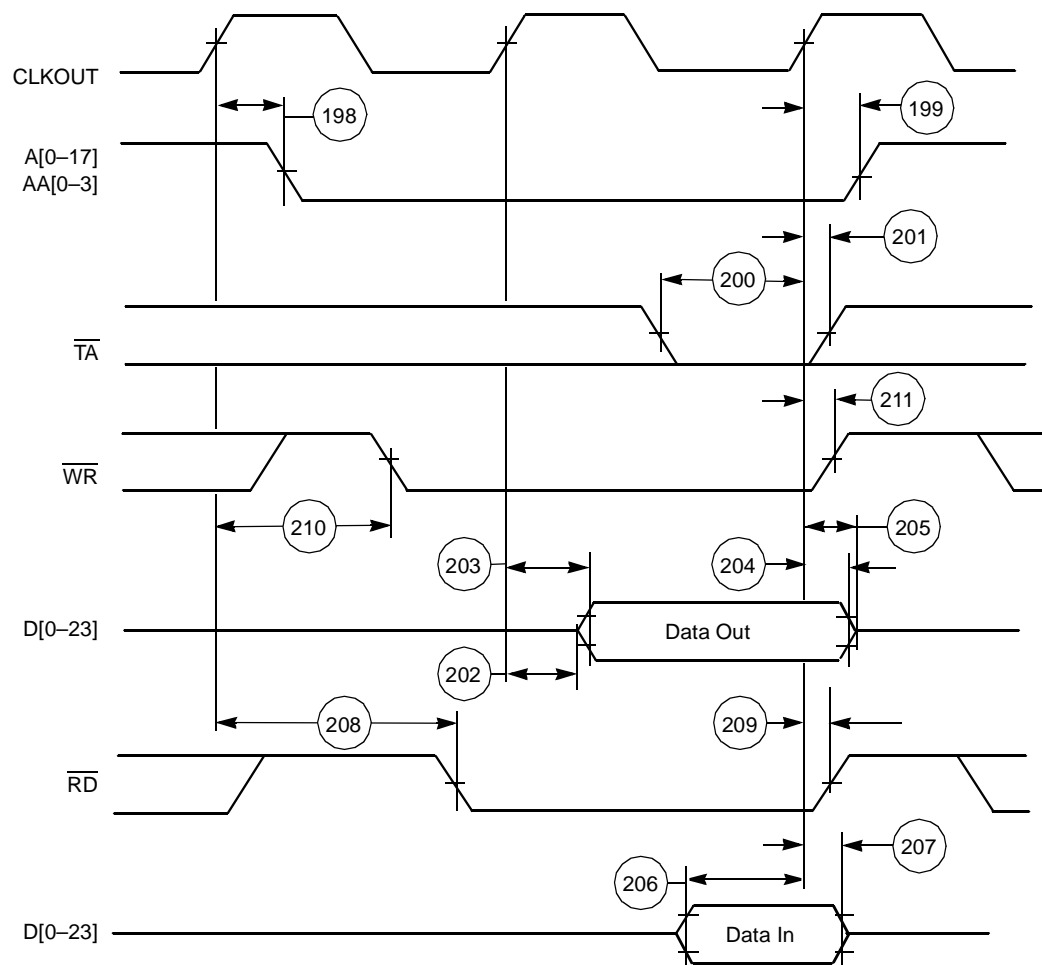 CLKOUT
198
199
A[0–17]
AA[0–3]
201
200
TA
211
WR
210
205
203
204
D[0–23]
Data Out
202
208
209
RD
207
206
D[0–23]
Data In